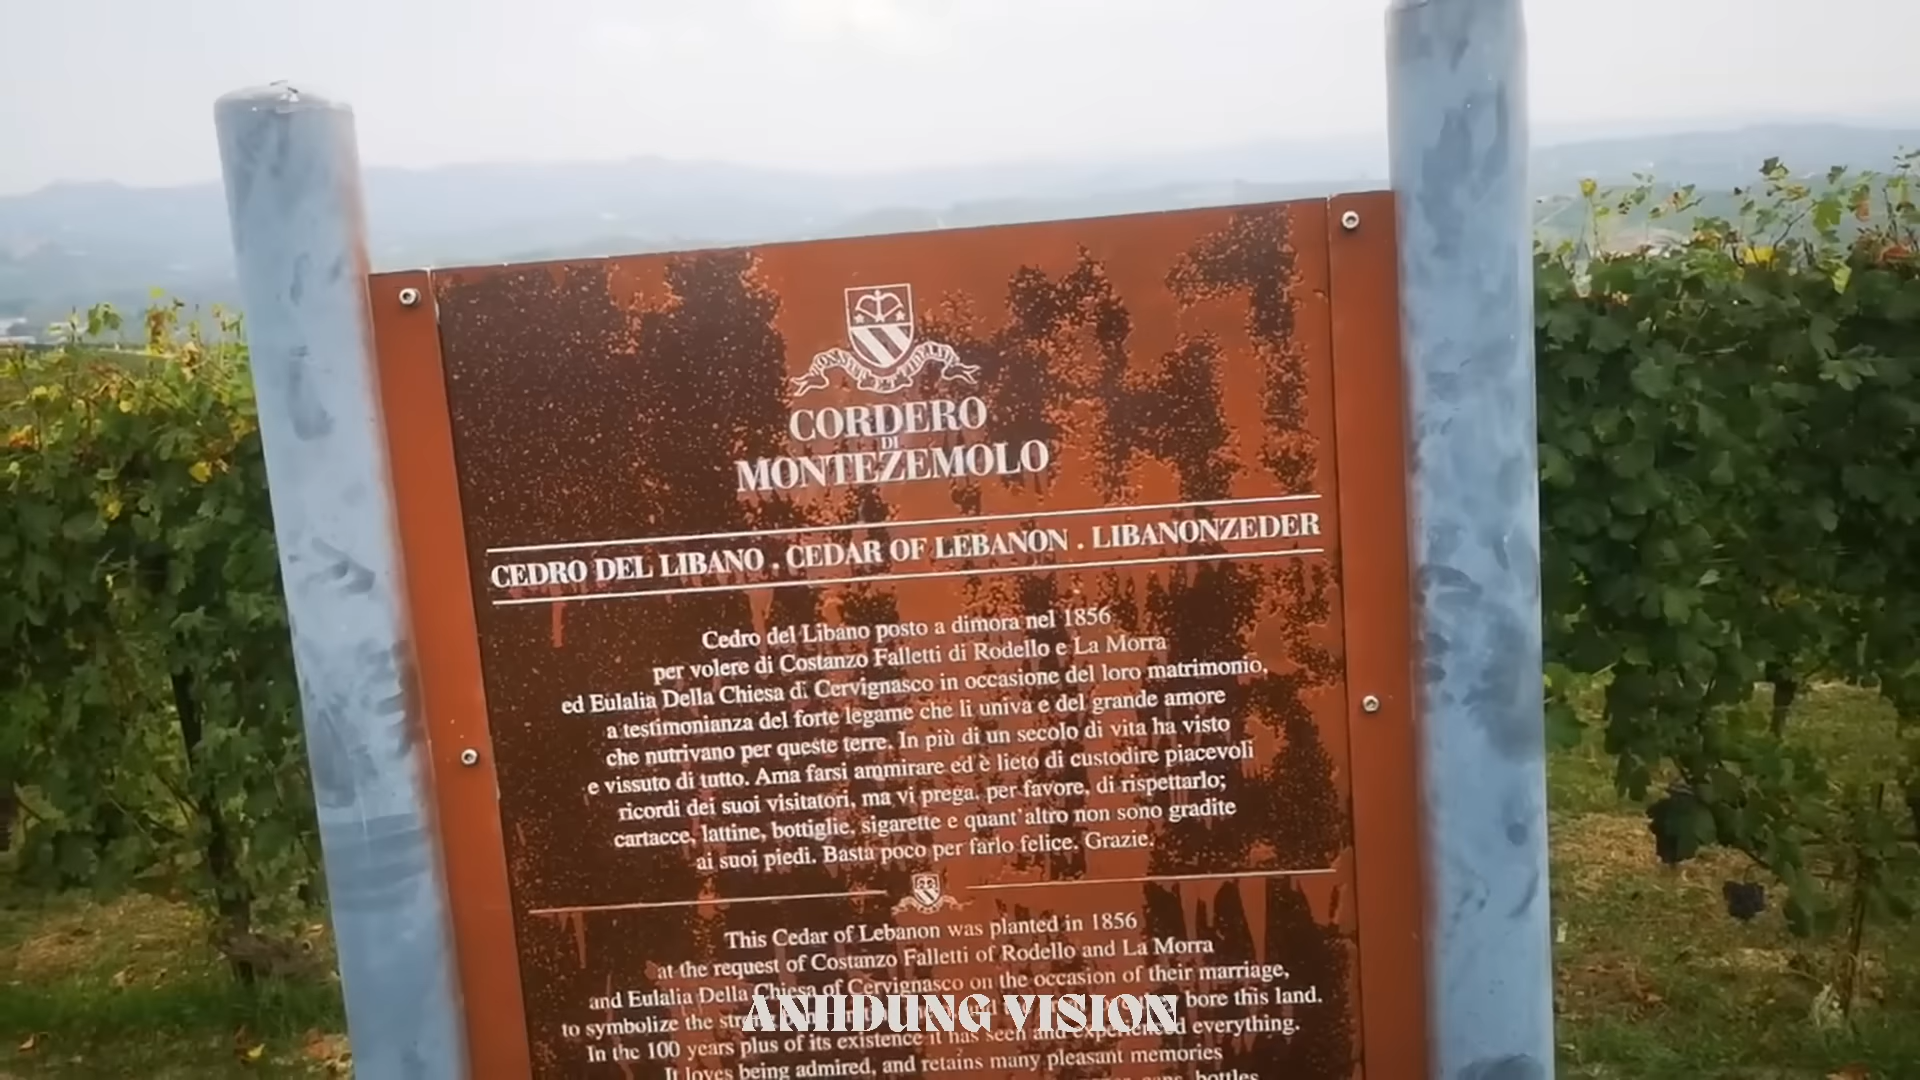 CORDERO
DI
MONTEZEMOLO
CEDRO DEL LIBANO . CEDAR OF LEBANON . LIBANONZEDER
Cedro del Libano posto a dimora nel 1856
per volere di Costanzo Falletti di Rodello e La Morra
ed Eulalia Della Chiesa di Cervignasco in occasione del loro matrimonio,
a testimonianza del forte legame che li univa e del grande amore
che nutrivano per queste terre. In più di un secolo di vita ha visto
e vissuto di tutto. Ama farsi ammirare ed è lieto di custodire piacevoli
ricordi dei suoi visitatori, ma vi prega, per favore, di rispettarlo;
cartacce, lattine, bottiglie, sigarette e quant'altro non sono gradite
ai suoi piedi. Basta poco per farlo felice. Grazie.
This Cedar of Lebanon was planted in 1856
at the request of Costanzo Falletti of Rodello and La Morra
and Eulalia Della Chiesa of Cervignasco on the occasion of their marriage,
to symbolize the bore this land.
In the 100 years plus of its existence it has seen and experienced everything.
It loves being admired, and retains many pleasant memories
bottles
ANHDUNG VISION